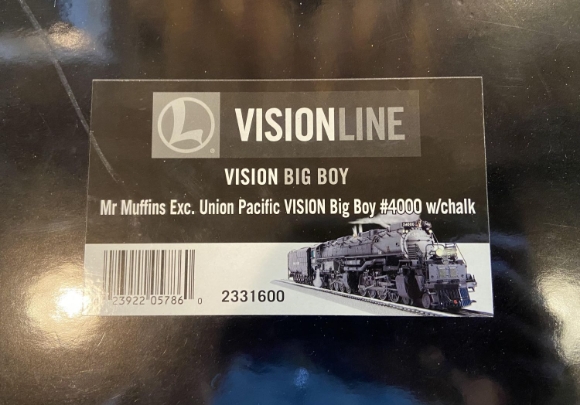 L
VISIONLINE
VISION BIG BOY
Mr Muffins Exc. Union Pacific VISION Big Boy #4000 w/chalk
23922 05786 0
2331600